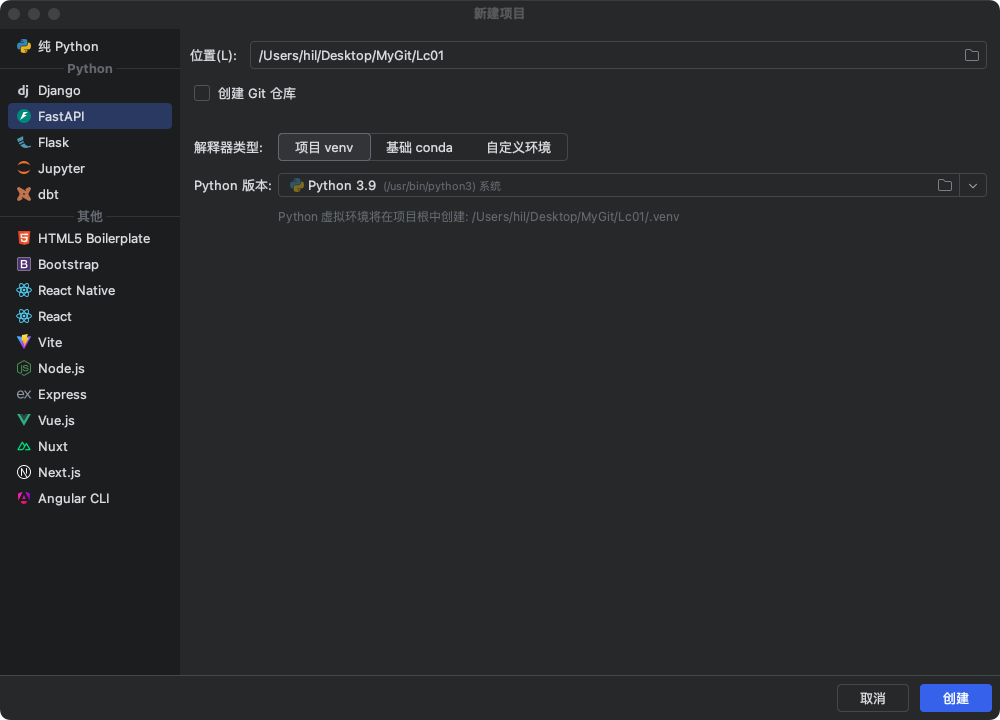 新建项目
纯 Python
Python
Django
FastAPI
Flask
Jupyter
dbt
其他
HTML5 Boilerplate
Bootstrap
React Native
React
Vite
Node.js
Express
Vue.js
Nuxt
Next.js
Angular CLI
位置(L): /Users/hil/Desktop/MyGit/Lc01
创建 Git 仓库
解释器类型: 项目 venv 基础 conda 自定义环境
Python 版本: Python 3.9 (/usr/bin/python3) 系统
Python 虚拟环境将在项目根中创建: /Users/hil/Desktop/MyGit/Lc01/.venv
取消 创建